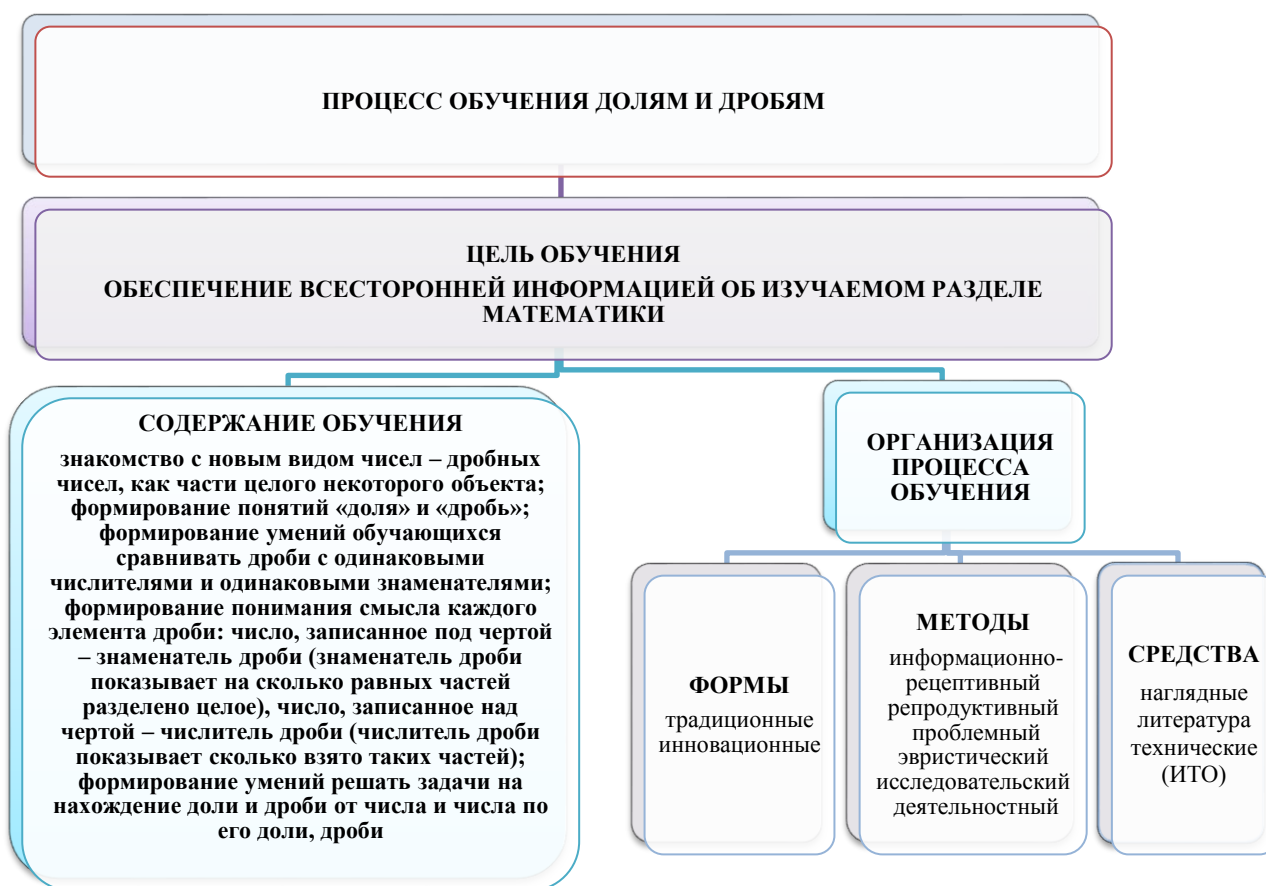 ПРОЦЕСС ОБУЧЕНИЯ ДОЛЯМ И ДРОБЯМ
ЦЕЛЬ ОБУЧЕНИЯ
ОБЕСПЕЧЕНИЕ ВСЕСТОРОННЕЙ ИНФОРМАЦИЕЙ ОБ ИЗУЧАЕМОМ РАЗДЕЛЕ
МАТЕМАТИКИ
СОДЕРЖАНИЕ ОБУЧЕНИЯ
знакомство с новым видом чисел – дробных
чисел, как части целого некоторого объекта;
формирование понятий «доля» и «дробь»;
формирование умений обучающихся
сравнивать дроби с одинаковыми
числителями и одинаковыми знаменателями;
формирование понимания смысла каждого
элемента дроби: число, записанное под чертой
– знаменатель дроби (знаменатель дроби
показывает на сколько равных частей
разделено целое), число, записанное над
чертой – числитель дроби (числитель дроби
показывает сколько взято таких частей);
формирование умений решать задачи на
нахождение доли и дроби от числа и числа по
его доли, дроби
ОРГАНИЗАЦИЯ
ПРОЦЕССА
ОБУЧЕНИЯ
ФОРМЫ
традиционные
инновационные
МЕТОДЫ
информационно-
рецептивный
репродуктивный
проблемный
эвристический
исследовательский
деятельностный
СРЕДСТВА
наглядные
литература
технические
(ИТО)